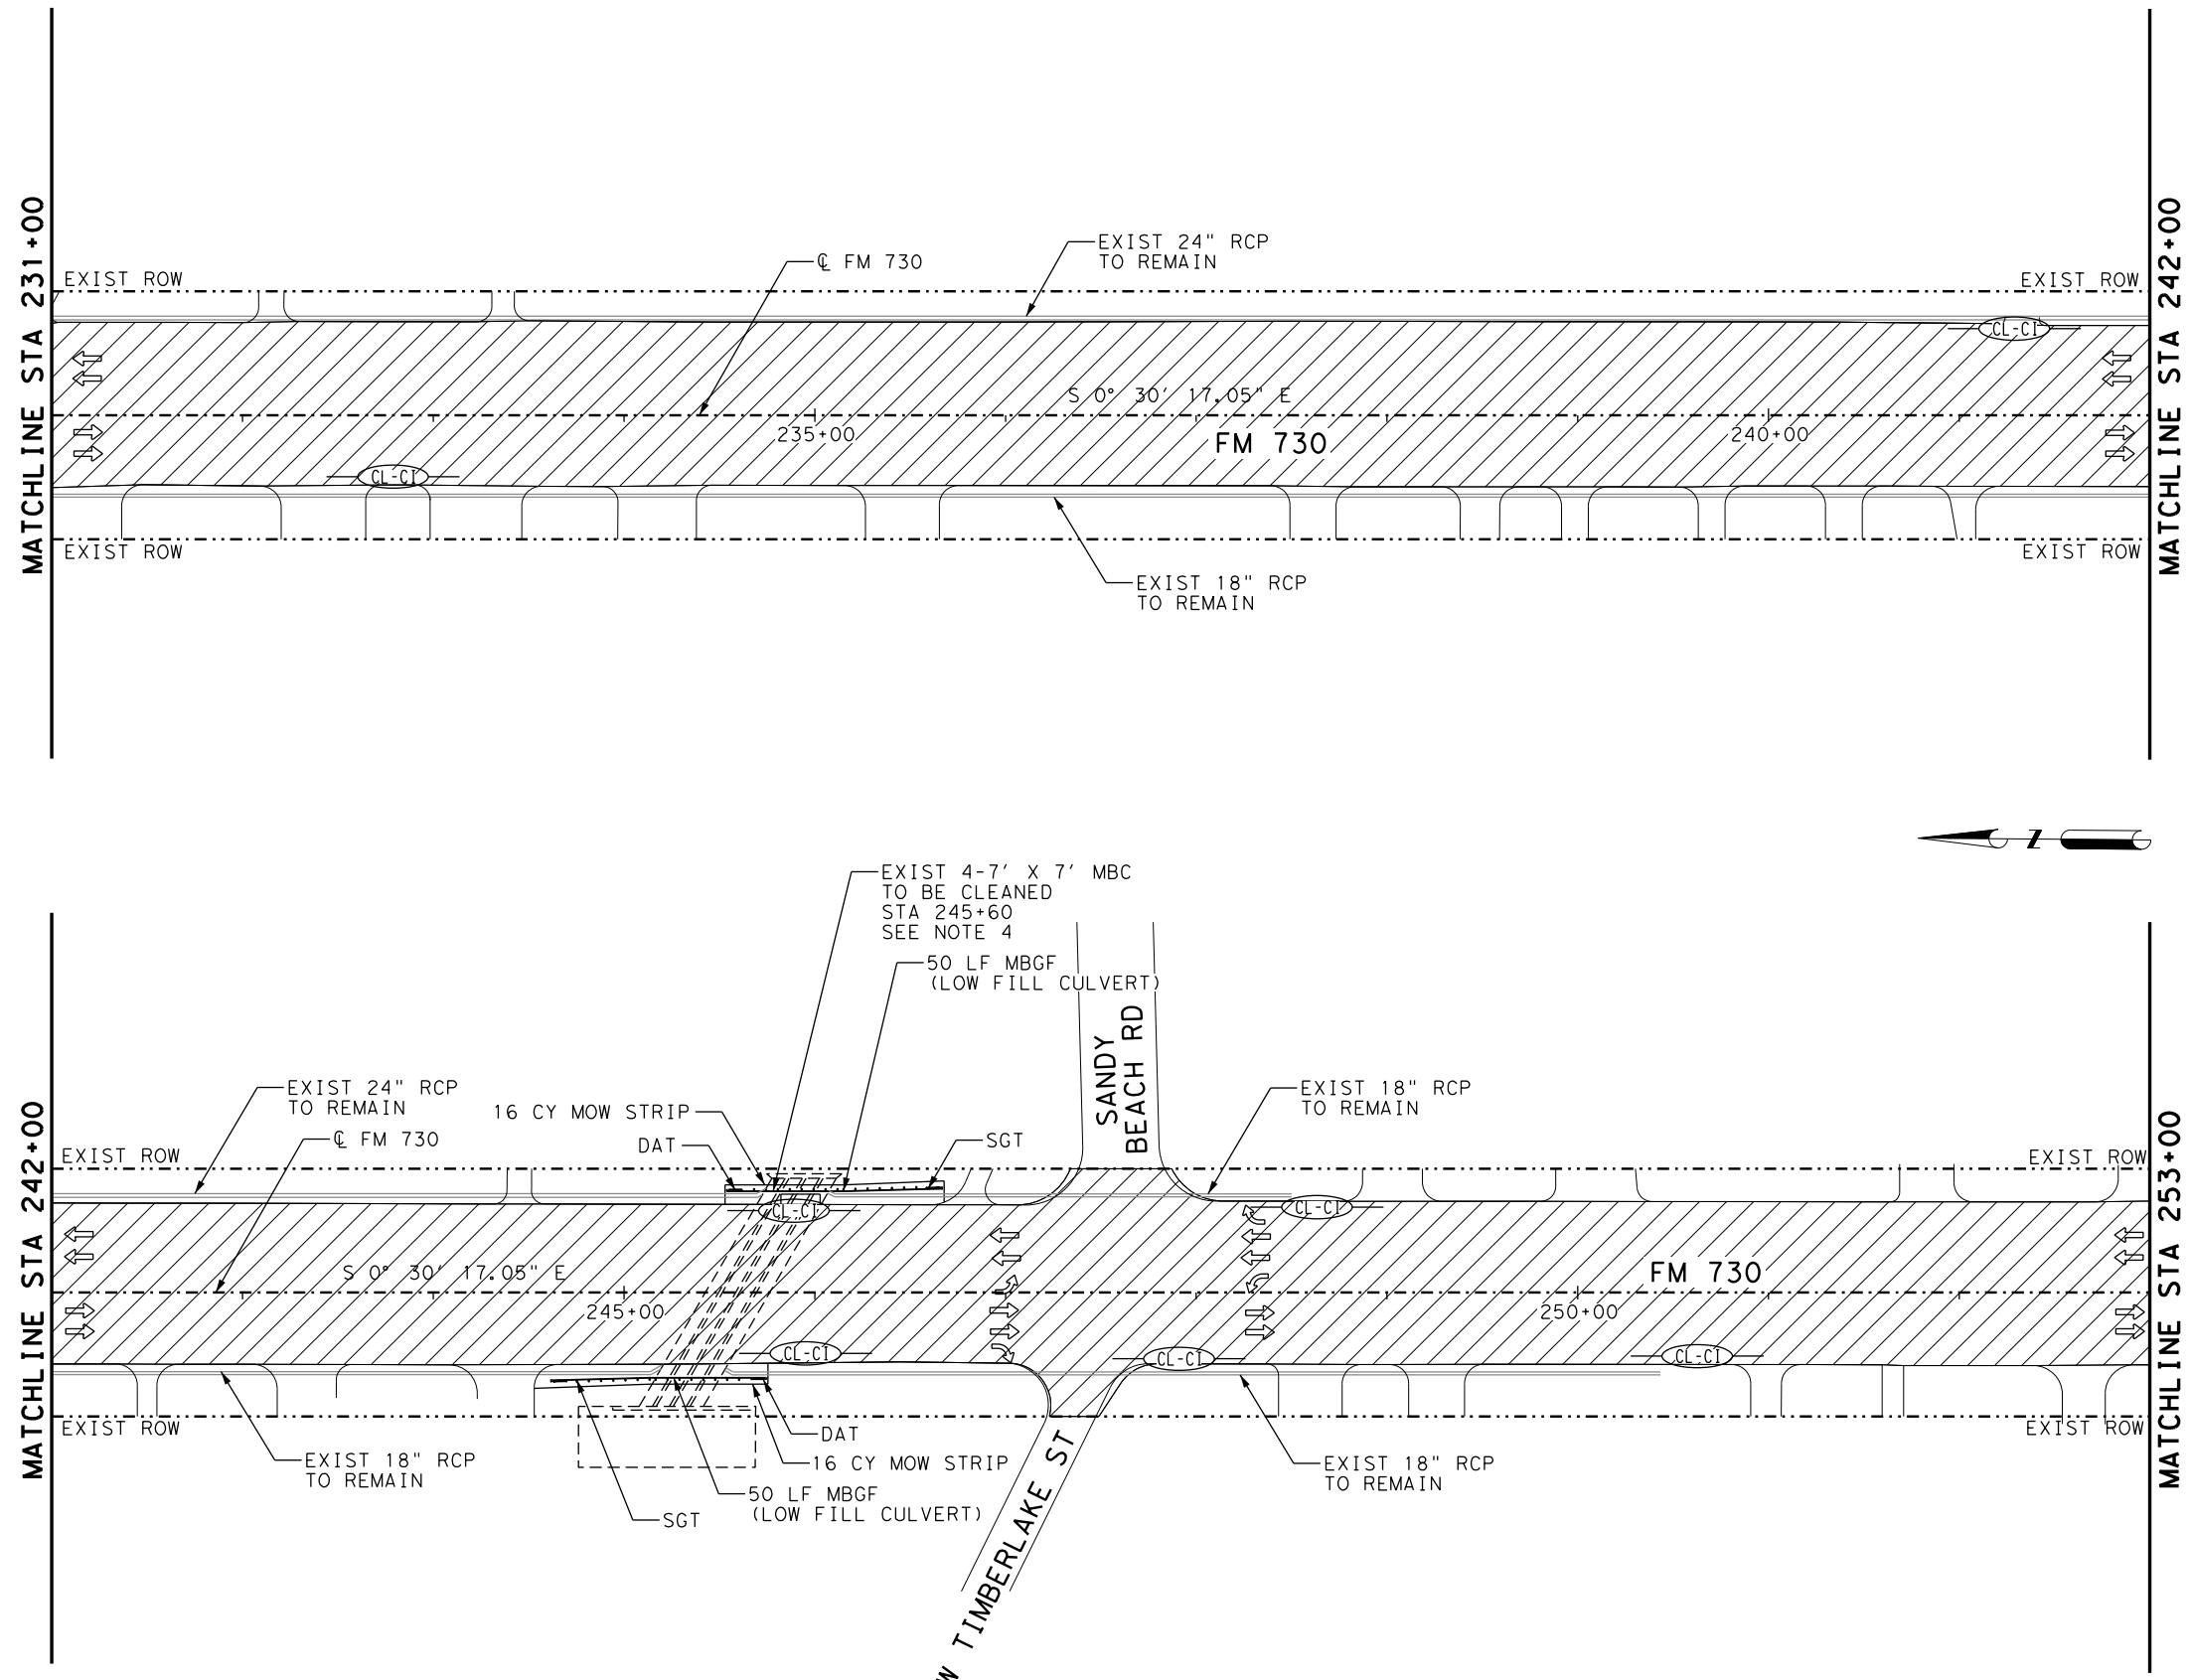 MATCHLINE STA 231+00
MATCHLINE STA 242+00
EXIST 24" RCP
TO REMAIN
℄ FM 730
EXIST ROW
EXIST ROW
CL-CI
S 0° 30' 17.05" E
235+00
FM 730
240+00
CL-CI
EXIST ROW
EXIST ROW
EXIST 18" RCP
TO REMAIN
Z
EXIST 4-7' X 7' MBC
TO BE CLEANED
STA 245+60
SEE NOTE 4
50 LF MBGF
(LOW FILL CULVERT)
SANDY
BEACH RD
MATCHLINE STA 242+00
MATCHLINE STA 253+00
EXIST 24" RCP
TO REMAIN
16 CY MOW STRIP
EXIST 18" RCP
TO REMAIN
℄ FM 730
DAT
SGT
EXIST ROW
EXIST ROW
CL-CI
CL-CI
S 0° 30' 17.05" E
FM 730
245+00
250+00
CL-CI
CL-CI
CL-CI
EXIST ROW
EXIST ROW
DAT
EXIST 18" RCP
TO REMAIN
16 CY MOW STRIP
EXIST 18" RCP
TO REMAIN
50 LF MBGF
(LOW FILL CULVERT)
SGT
W TIMBERLAKE ST